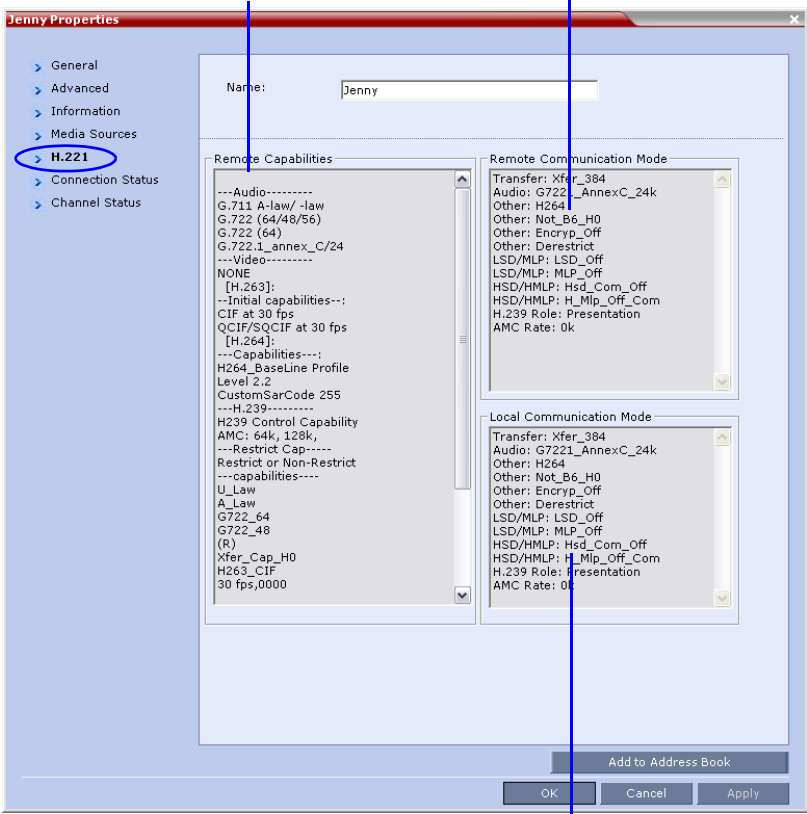 Jenny Properties
General
Advanced
Information
Media Sources
H.221
Connection Status
Channel Status
Name:
Jenny
Remote Capabilities
---Audio---------
G.711 A-law/ -law
G.722 (64/48/56)
G.722 (64)
G.722.1_annex_C/24
---Video---------
NONE
[H.263]:
--Initial capabilities--:
CIF at 30 fps
QCIF/SQCIF at 30 fps
[H.264]:
---Capabilities---:
H264_BaseLine Profile
Level 2.2
CustomSarCode 255
---H.239---------
H239 Control Capability
AMC: 64k, 128k,
---Restrict Cap-----
Restrict or Non-Restrict
---capabilities----
U_Law
A_Law
G722_64
G722_48
(R)
Xfer_Cap_H0
H263_CIF
30 fps,0000
Remote Communication Mode
Transfer: Xfer_384
Audio: G7221_AnnexC_24k
Other: H264
Other: Not_B6_H0
Other: Encryp_Off
Other: Derestrict
LSD/MLP: LSD_Off
LSD/MLP: MLP_Off
HSD/HMLP: Hsd_Com_Off
HSD/HMLP: H_Mlp_Off_Com
H.239 Role: Presentation
AMC Rate: 0k
Local Communication Mode
Transfer: Xfer_384
Audio: G7221_AnnexC_24k
Other: H264
Other: Not_B6_H0
Other: Encryp_Off
Other: Derestrict
LSD/MLP: LSD_Off
LSD/MLP: MLP_Off
HSD/HMLP: Hsd_Com_Off
HSD/HMLP: H_Mlp_Off_Com
H.239 Role: Presentation
AMC Rate: 0k
Add to Address Book
OK
Cancel
Apply